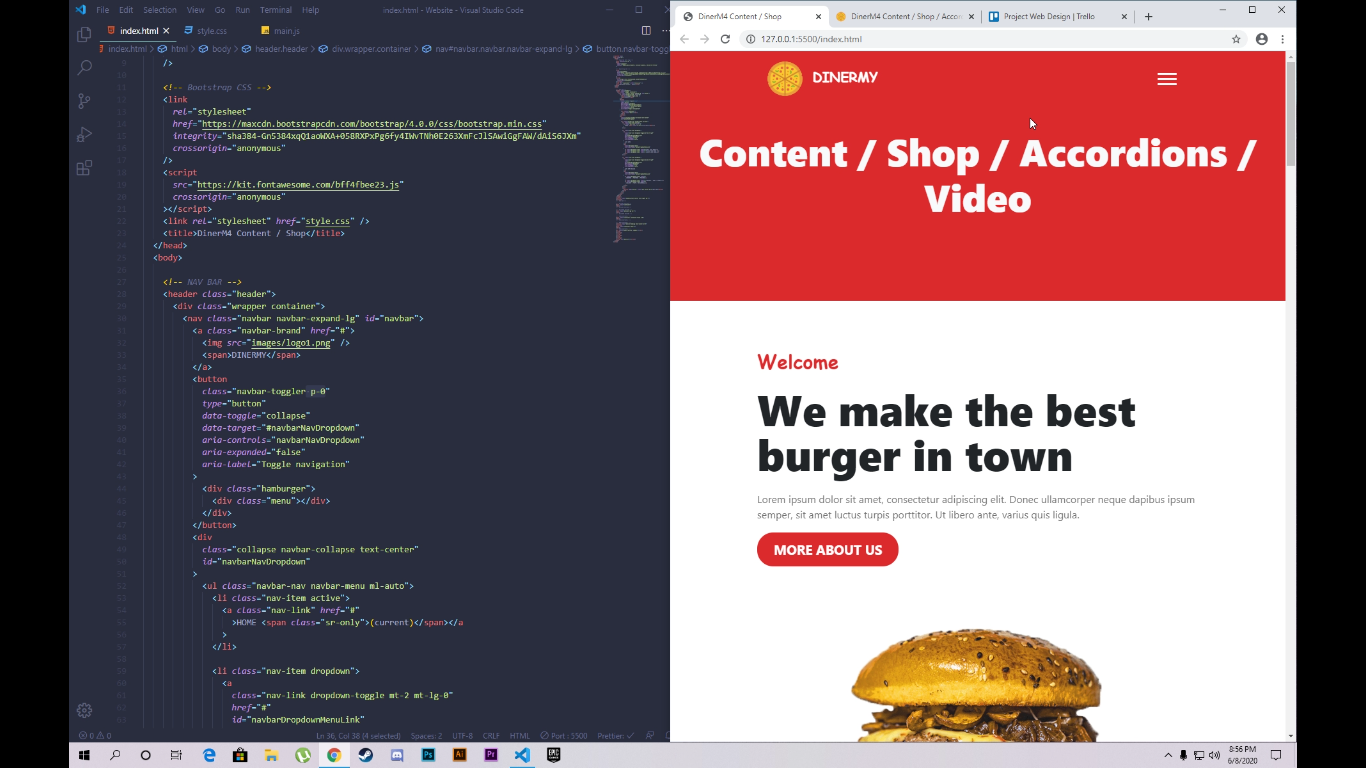 File Edit Selection View Go Run Terminal Help
index.html - Website - Visual Studio Code
index.html
style.css
main.js
index.html > html > body > header.header > div.wrapper.container > nav#navbar.navbar.navbar-expand-lg > button.navbar-togg
/>
<!-- Bootstrap CSS -->
<link
rel="stylesheet"
href="https://maxcdn.bootstrapcdn.com/bootstrap/4.0.0/css/bootstrap.min.css"
crossorigin="anonymous"
/>
<script
src="https://kit.fontawesome.com/bff4fbee23.js"
crossorigin="anonymous"
></script>
<link rel="stylesheet" href="style.css" />
<title>DinerM4 Content / Shop</title>
</head>
<body>
<!-- NAV BAR -->
<header class="header">
<div class="wrapper container">
<nav class="navbar navbar-expand-lg" id="navbar">
<a class="navbar-brand" href="#">
<img src="images/logo1.png" />
<span>DINERMY</span>
</a>
<button
class="navbar-toggler p-0"
type="button"
data-toggle="collapse"
data-target="#navbarNavDropdown"
aria-controls="navbarNavDropdown"
aria-expanded="false"
aria-label="Toggle navigation"
>
<div class="hamburger">
<div class="menu"></div>
</div>
</button>
<div
class="collapse navbar-collapse text-center"
id="navbarNavDropdown"
>
<ul class="navbar-nav navbar-menu ml-auto">
<li class="nav-item active">
<a class="nav-link" href="#"
>HOME <span class="sr-only">(current)</span></a
>
</li>
<li class="nav-item dropdown">
<a
class="nav-link dropdown-toggle mt-2 mt-lg-0"
href="#"
id="navbarDropdownMenuLink"
0 0 Ln 36, Col 38 (4 selected) Spaces: 2 UTF-8 CRLF HTML Port : 5500 Prettier: ✓
DinerM4 Content / Shop
DinerM4 Content / Shop / Accon
Project Web Design | Trello
127.0.0.1:5500/index.html
DINERMY
Content / Shop / Accordions /
Video
Welcome
We make the best
burger in town
Lorem ipsum dolor sit amet, consectetur adipiscing elit. Donec ullamcorper neque dapibus ipsum
semper, sit amet luctus turpis porttitor. Ut libero ante, varius quis ligula.
MORE ABOUT US
8:56 PM
6/8/2020